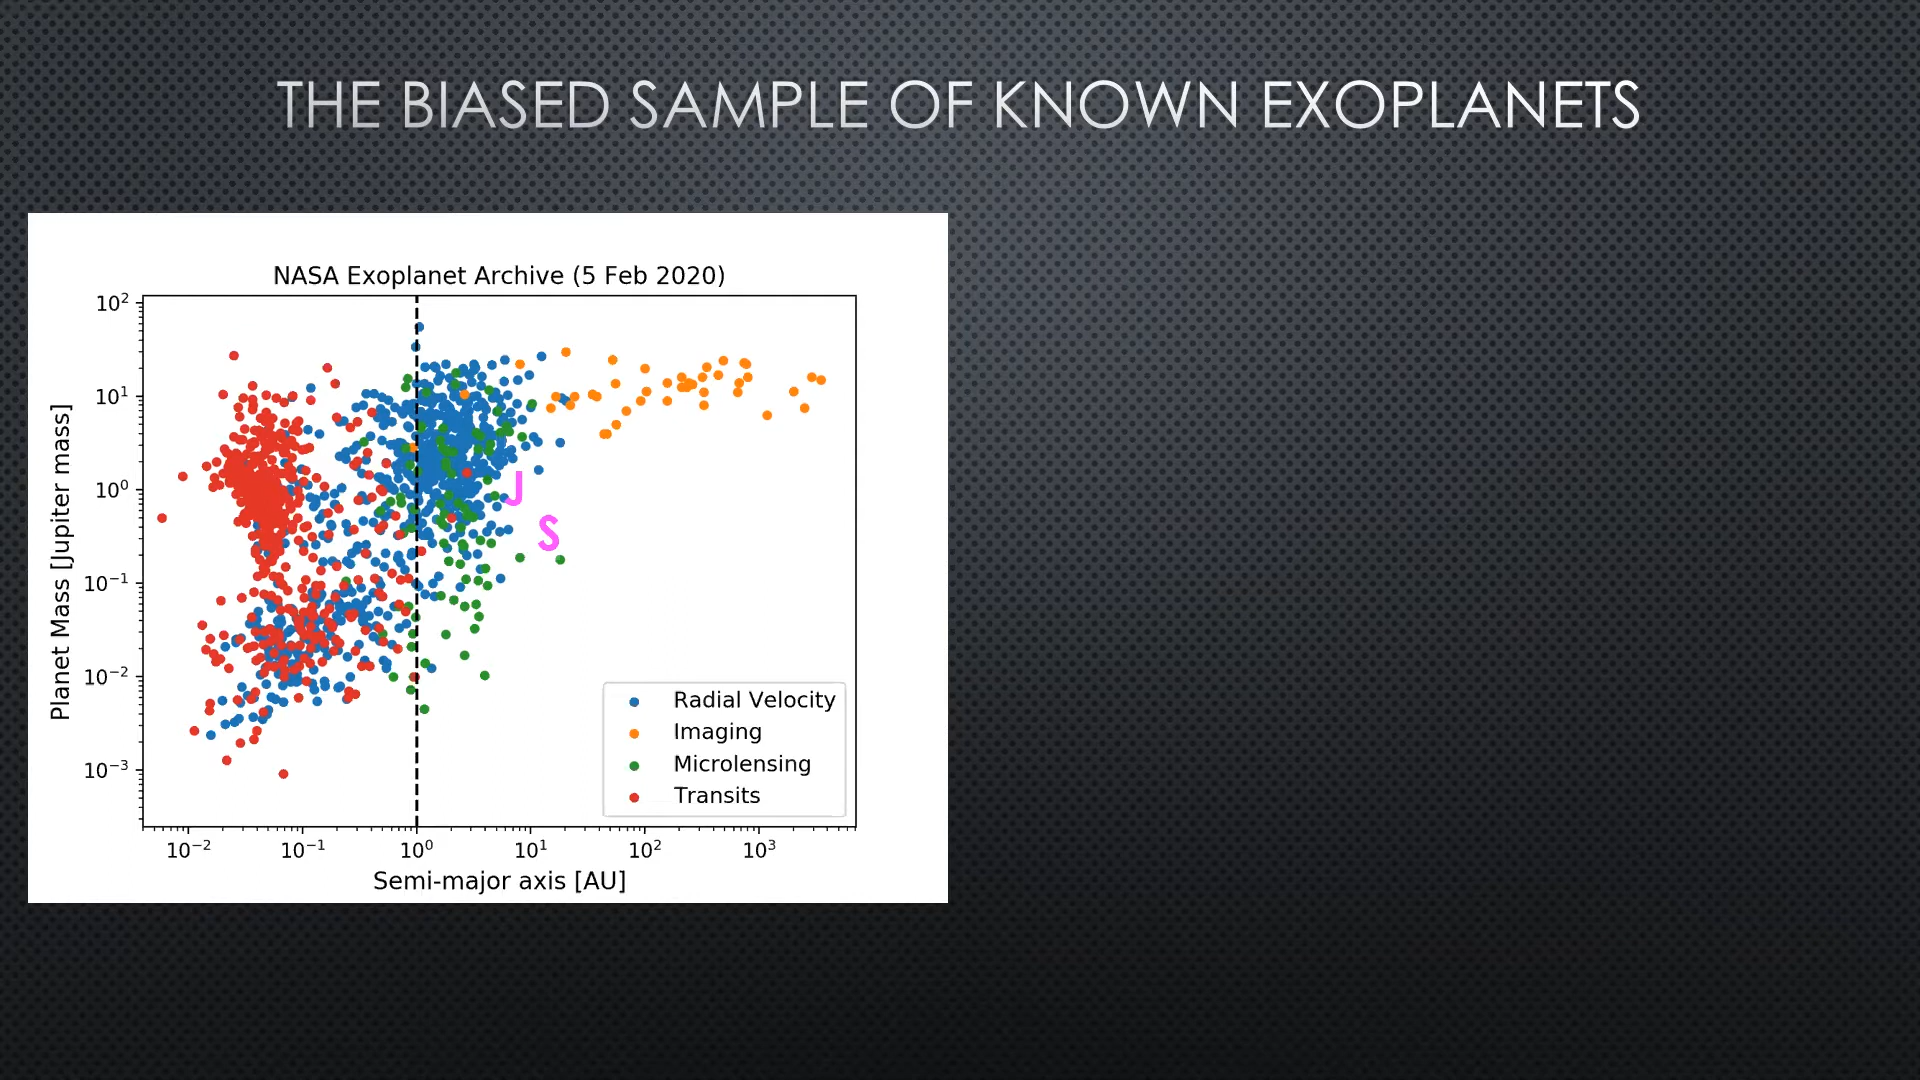 THE BIASED SAMPLE OF KNOWN EXOPLANETS
NASA Exoplanet Archive (5 Feb 2020)
Planet Mass [Jupiter mass]
10²
10¹
10⁰
10⁻¹
10⁻²
10⁻³
J
S
Radial Velocity
Imaging
Microlensing
Transits
10⁻² 10⁻¹ 10⁰ 10¹ 10² 10³
Semi-major axis [AU]